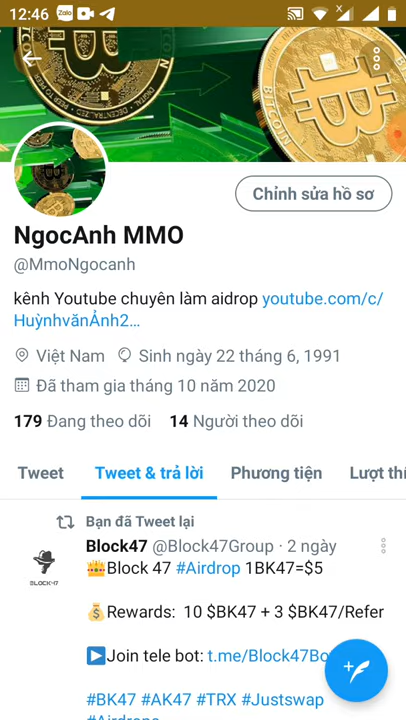 12:46
Zalo
Chỉnh sửa hồ sơ
NgocAnh MMO
@MmoNgocanh
kênh Youtube chuyên làm aidrop youtube.com/c/
HuỳnhvănẢnh2…
Việt Nam Sinh ngày 22 tháng 6, 1991
Đã tham gia tháng 10 năm 2020
179 Đang theo dõi 14 Người theo dõi
Tweet Tweet & trả lời Phương tiện Lượt thí
Bạn đã Tweet lại
Block47 @Block47Group · 2 ngày
BLOCK-47
👑Block 47 #Airdrop 1BK47=$5
💰Rewards: 10 $BK47 + 3 $BK47/Refer
▶️Join tele bot: t.me/Block47Bo
#BK47 #AK47 #TRX #Justswap
#Airdrops